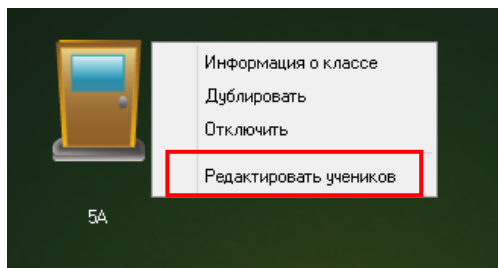 Информация о классе
Дублировать
Отключить
Редактировать учеников
5А